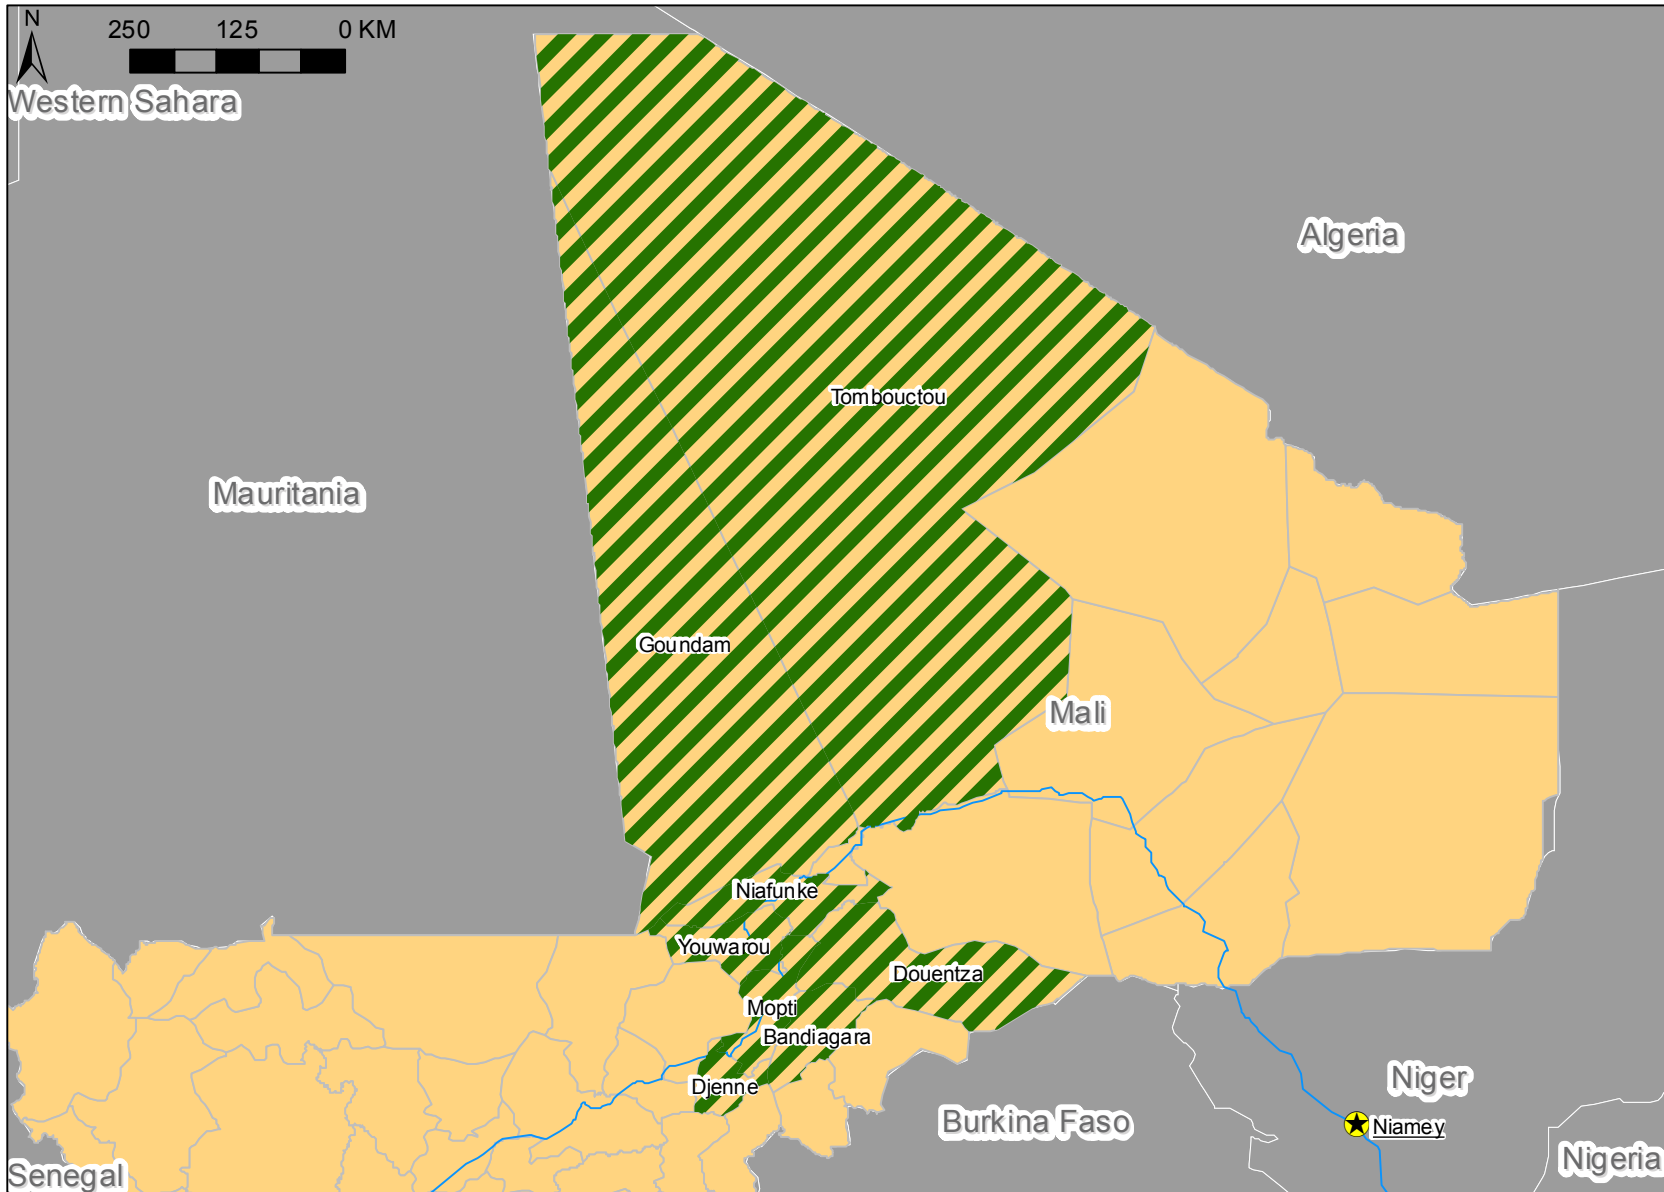 N
250 125 0 KM
Western Sahara
Algeria
Tombouctou
Mauritania
Goundam
Mali
Niafunke
Youwarou
Douentza
Mopti
Bandiagara
Djenne
Niger
Burkina Faso
Niamey
Nigeria
Senegal